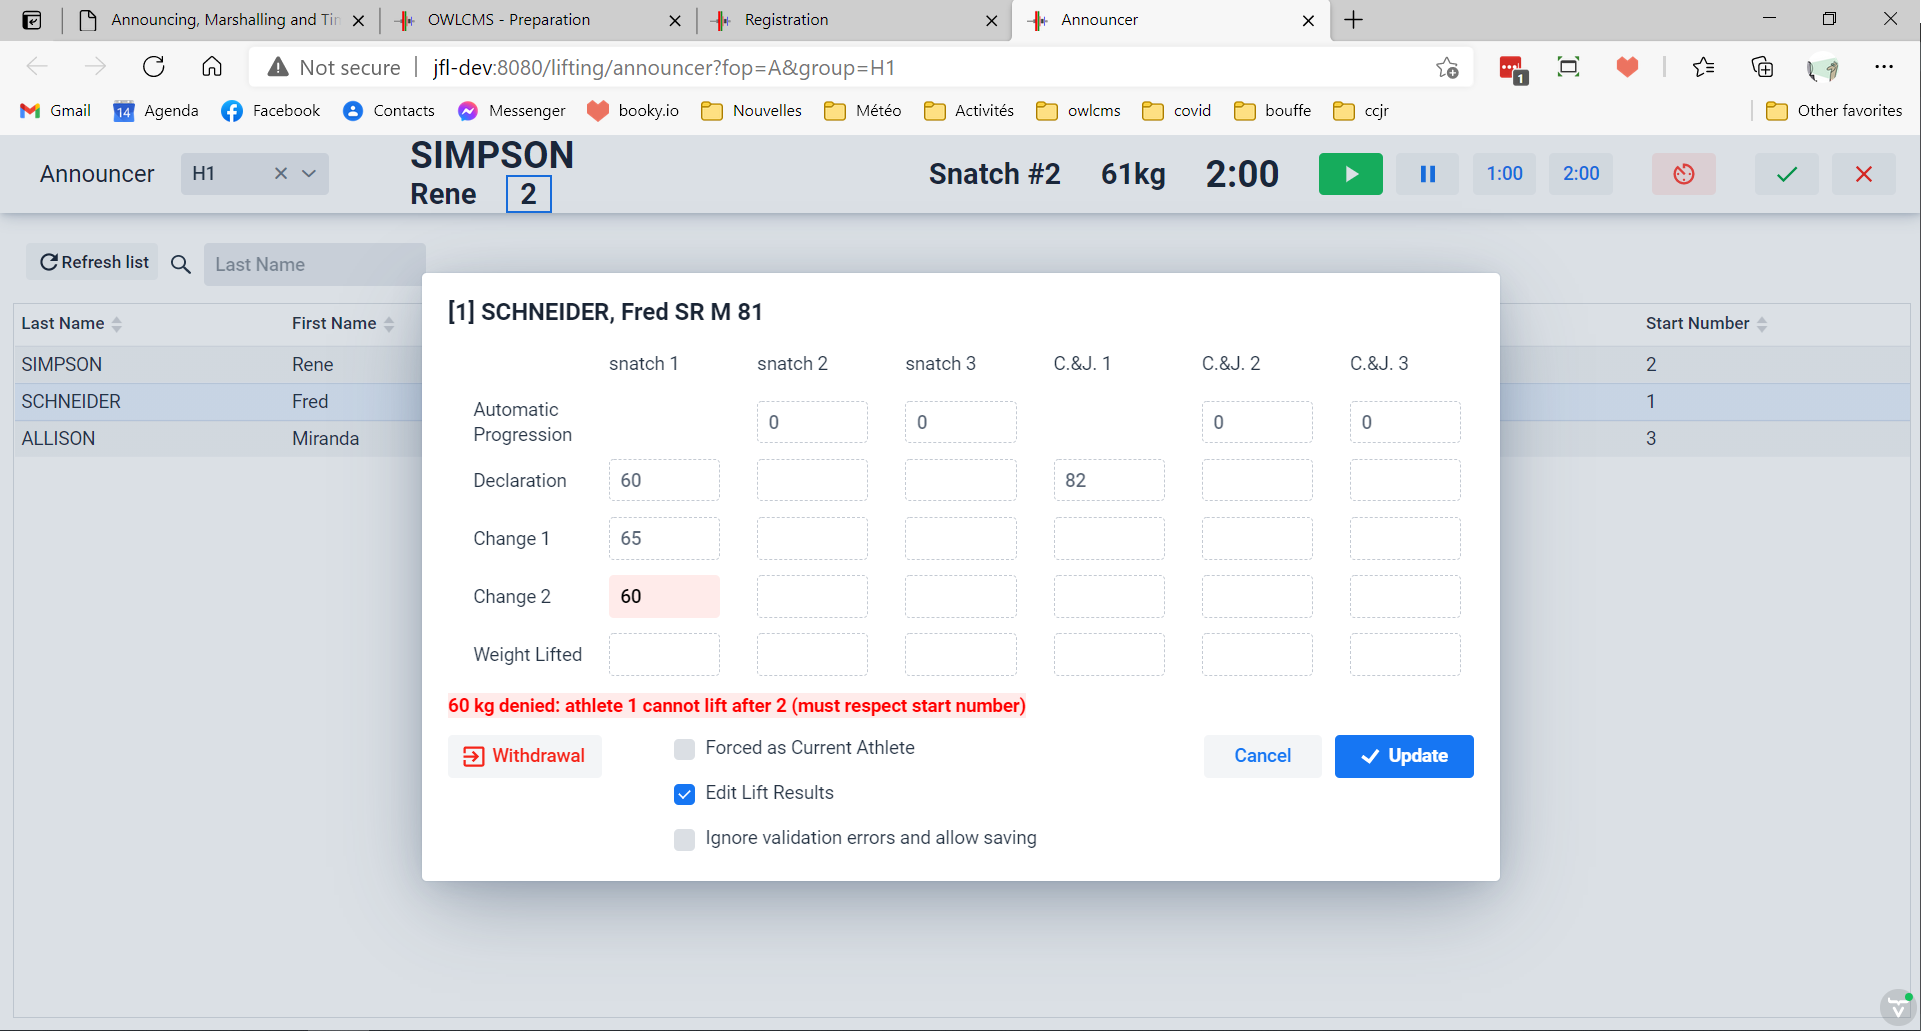 Announcing, Marshalling and Tin
OWLCMS - Preparation
Registration
Announcer
Not secure
jfl-dev:8080/lifting/announcer?fop=A&group=H1
1
Gmail
14
Agenda
Facebook
Contacts
Messenger
booky.io
Nouvelles
Météo
Activités
owlcms
covid
bouffe
ccjr
Other favorites
Announcer
H1
SIMPSON
Rene
2
Snatch #2
61kg
2:00
1:00
2:00
Refresh list
Last Name
Last Name
First Name
Start Number
SIMPSON
Rene
2
SCHNEIDER
Fred
1
ALLISON
Miranda
3
[1] SCHNEIDER, Fred SR M 81
snatch 1
snatch 2
snatch 3
C.&J. 1
C.&J. 2
C.&J. 3
Automatic
Progression
0
0
0
0
Declaration
60
82
Change 1
65
Change 2
60
Weight Lifted
60 kg denied: athlete 1 cannot lift after 2 (must respect start number)
Withdrawal
Forced as Current Athlete
Cancel
Update
Edit Lift Results
Ignore validation errors and allow saving